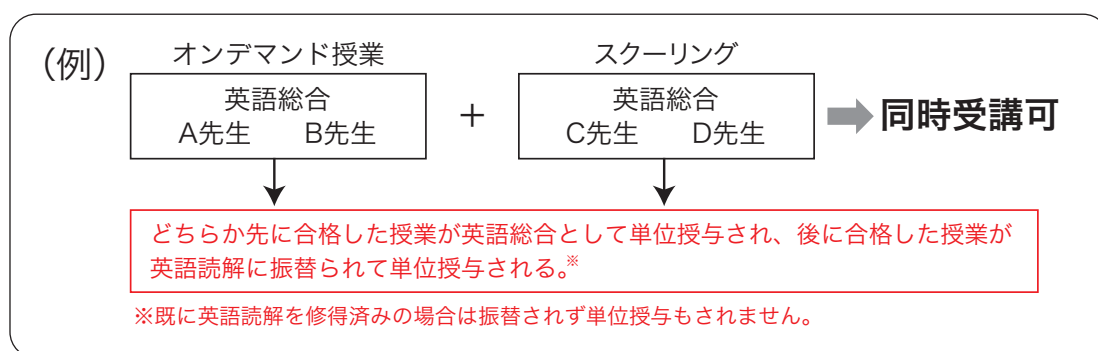 (例)
オンデマンド授業
スクーリング
英語総合
A先生 B先生
+
英語総合
C先生 D先生
同時受講可
どちらか先に合格した授業が英語総合として単位授与され、後に合格した授業が
英語読解に振替られて単位授与される。※
※既に英語読解を修得済みの場合は振替されず単位授与もされません。